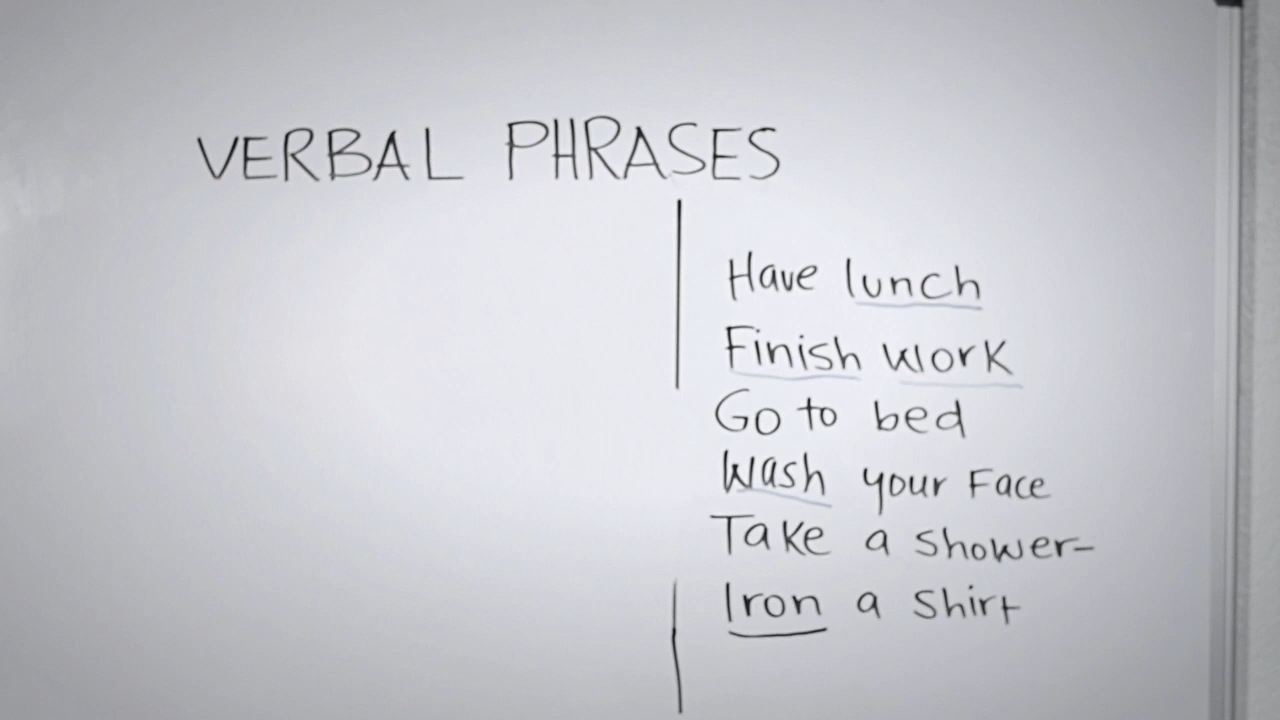 VERBAL PHRASES
Have lunch
Finish work
Go to bed
Wash your Face
Take a shower-
Iron a shirt